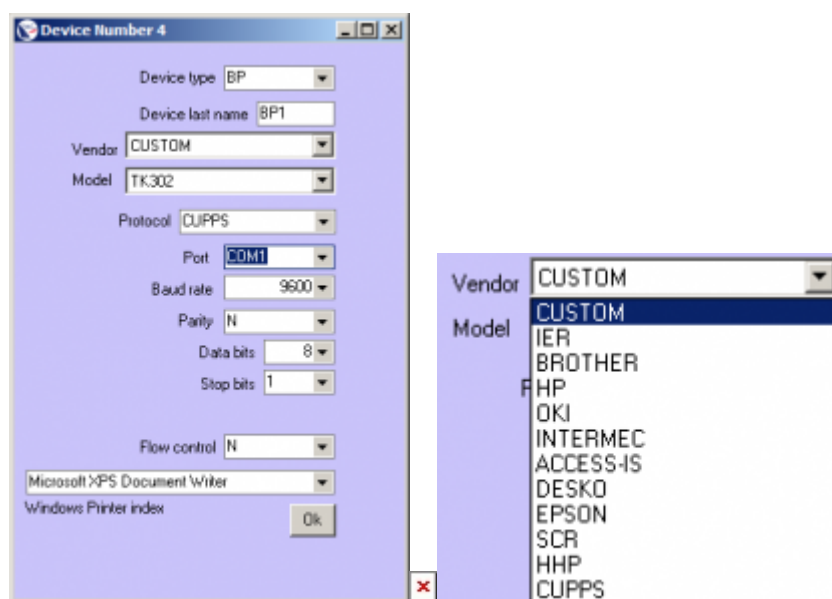 Device Number 4
Device type BP
Device last name BP1
Vendor CUSTOM
Model TK302
Protocol CUPPS
Port COM1
Baud rate 9600
Parity N
Data bits 8
Stop bits 1
Flow control N
Microsoft XPS Document Writer
Windows Printer index
Ok
Vendor CUSTOM
CUSTOM
Model
IER
BROTHER
HP
OKI
INTERMEC
ACCESS-IS
DESKO
EPSON
SCR
HHP
CUPPS